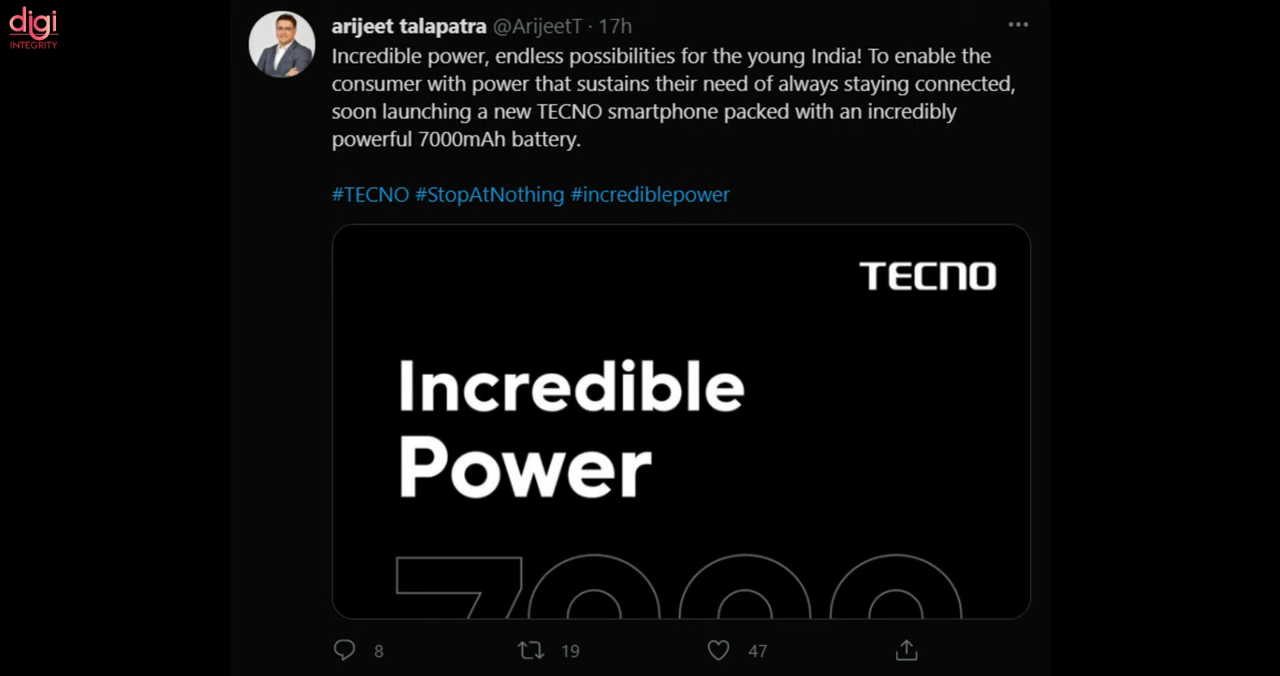 digi
INTEGRITY
arijeet talapatra @ArijeetT · 17h
Incredible power, endless possibilities for the young India! To enable the
consumer with power that sustains their need of always staying connected,
soon launching a new TECNO smartphone packed with an incredibly
powerful 7000mAh battery.
#TECNO #StopAtNothing #incrediblepower
TECNO
Incredible
Power
7000
8 19 47